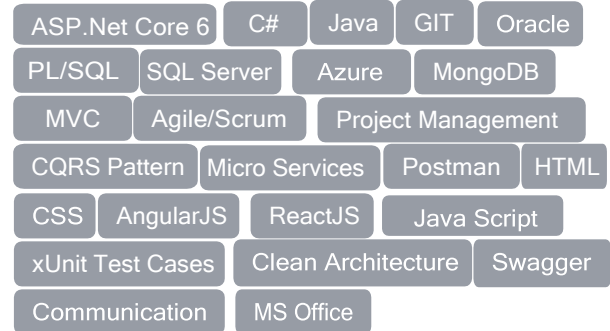 ASP.Net Core 6 C# Java GIT Oracle
PL/SQL SQL Server Azure MongoDB
MVC Agile/Scrum Project Management
CQRS Pattern Micro Services Postman HTML
CSS AngularJS ReactJS Java Script
xUnit Test Cases Clean Architecture Swagger
Communication MS Office